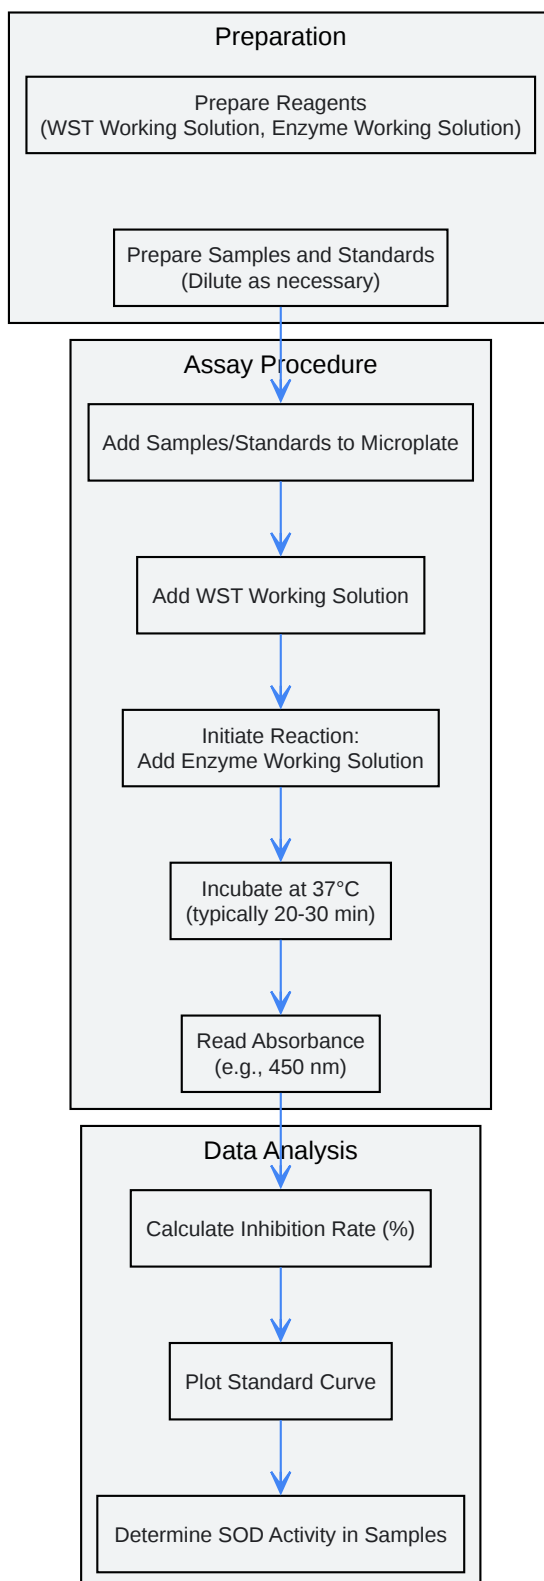 Preparation
Prepare Reagents
(WST Working Solution, Enzyme Working Solution)
Prepare Samples and Standards
(Dilute as necessary)
Assay Procedure
Add Samples/Standards to Microplate
Add WST Working Solution
Initiate Reaction:
Add Enzyme Working Solution
Incubate at 37°C
(typically 20-30 min)
Read Absorbance
(e.g., 450 nm)
Data Analysis
Calculate Inhibition Rate (%)
Plot Standard Curve
Determine SOD Activity in Samples